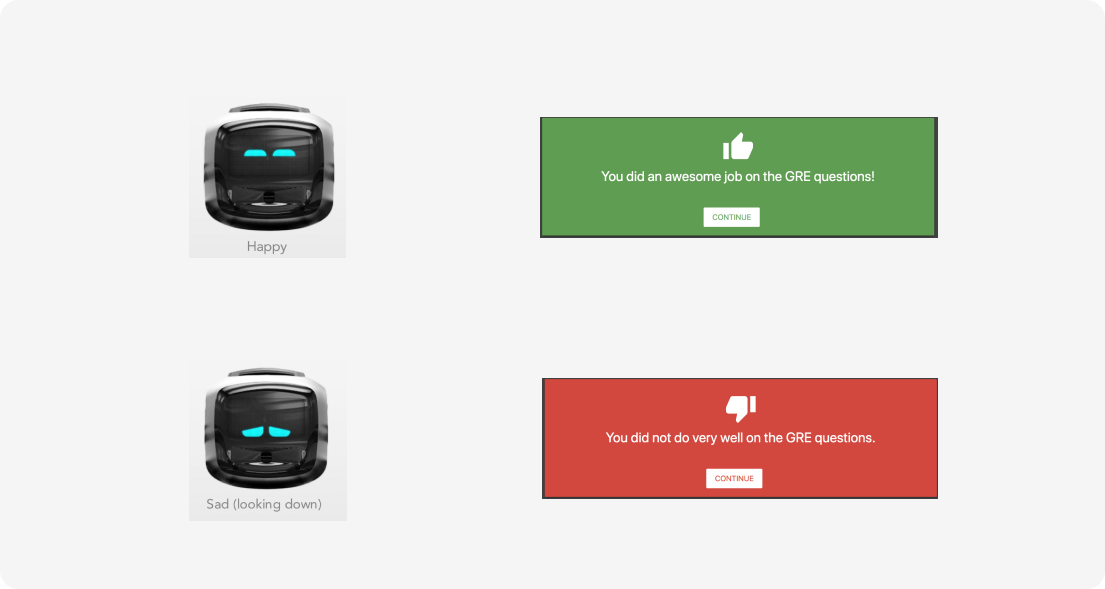 Happy
You did an awesome job on the GRE questions!
CONTINUE
Sad (looking down)
You did not do very well on the GRE questions.
CONTINUE